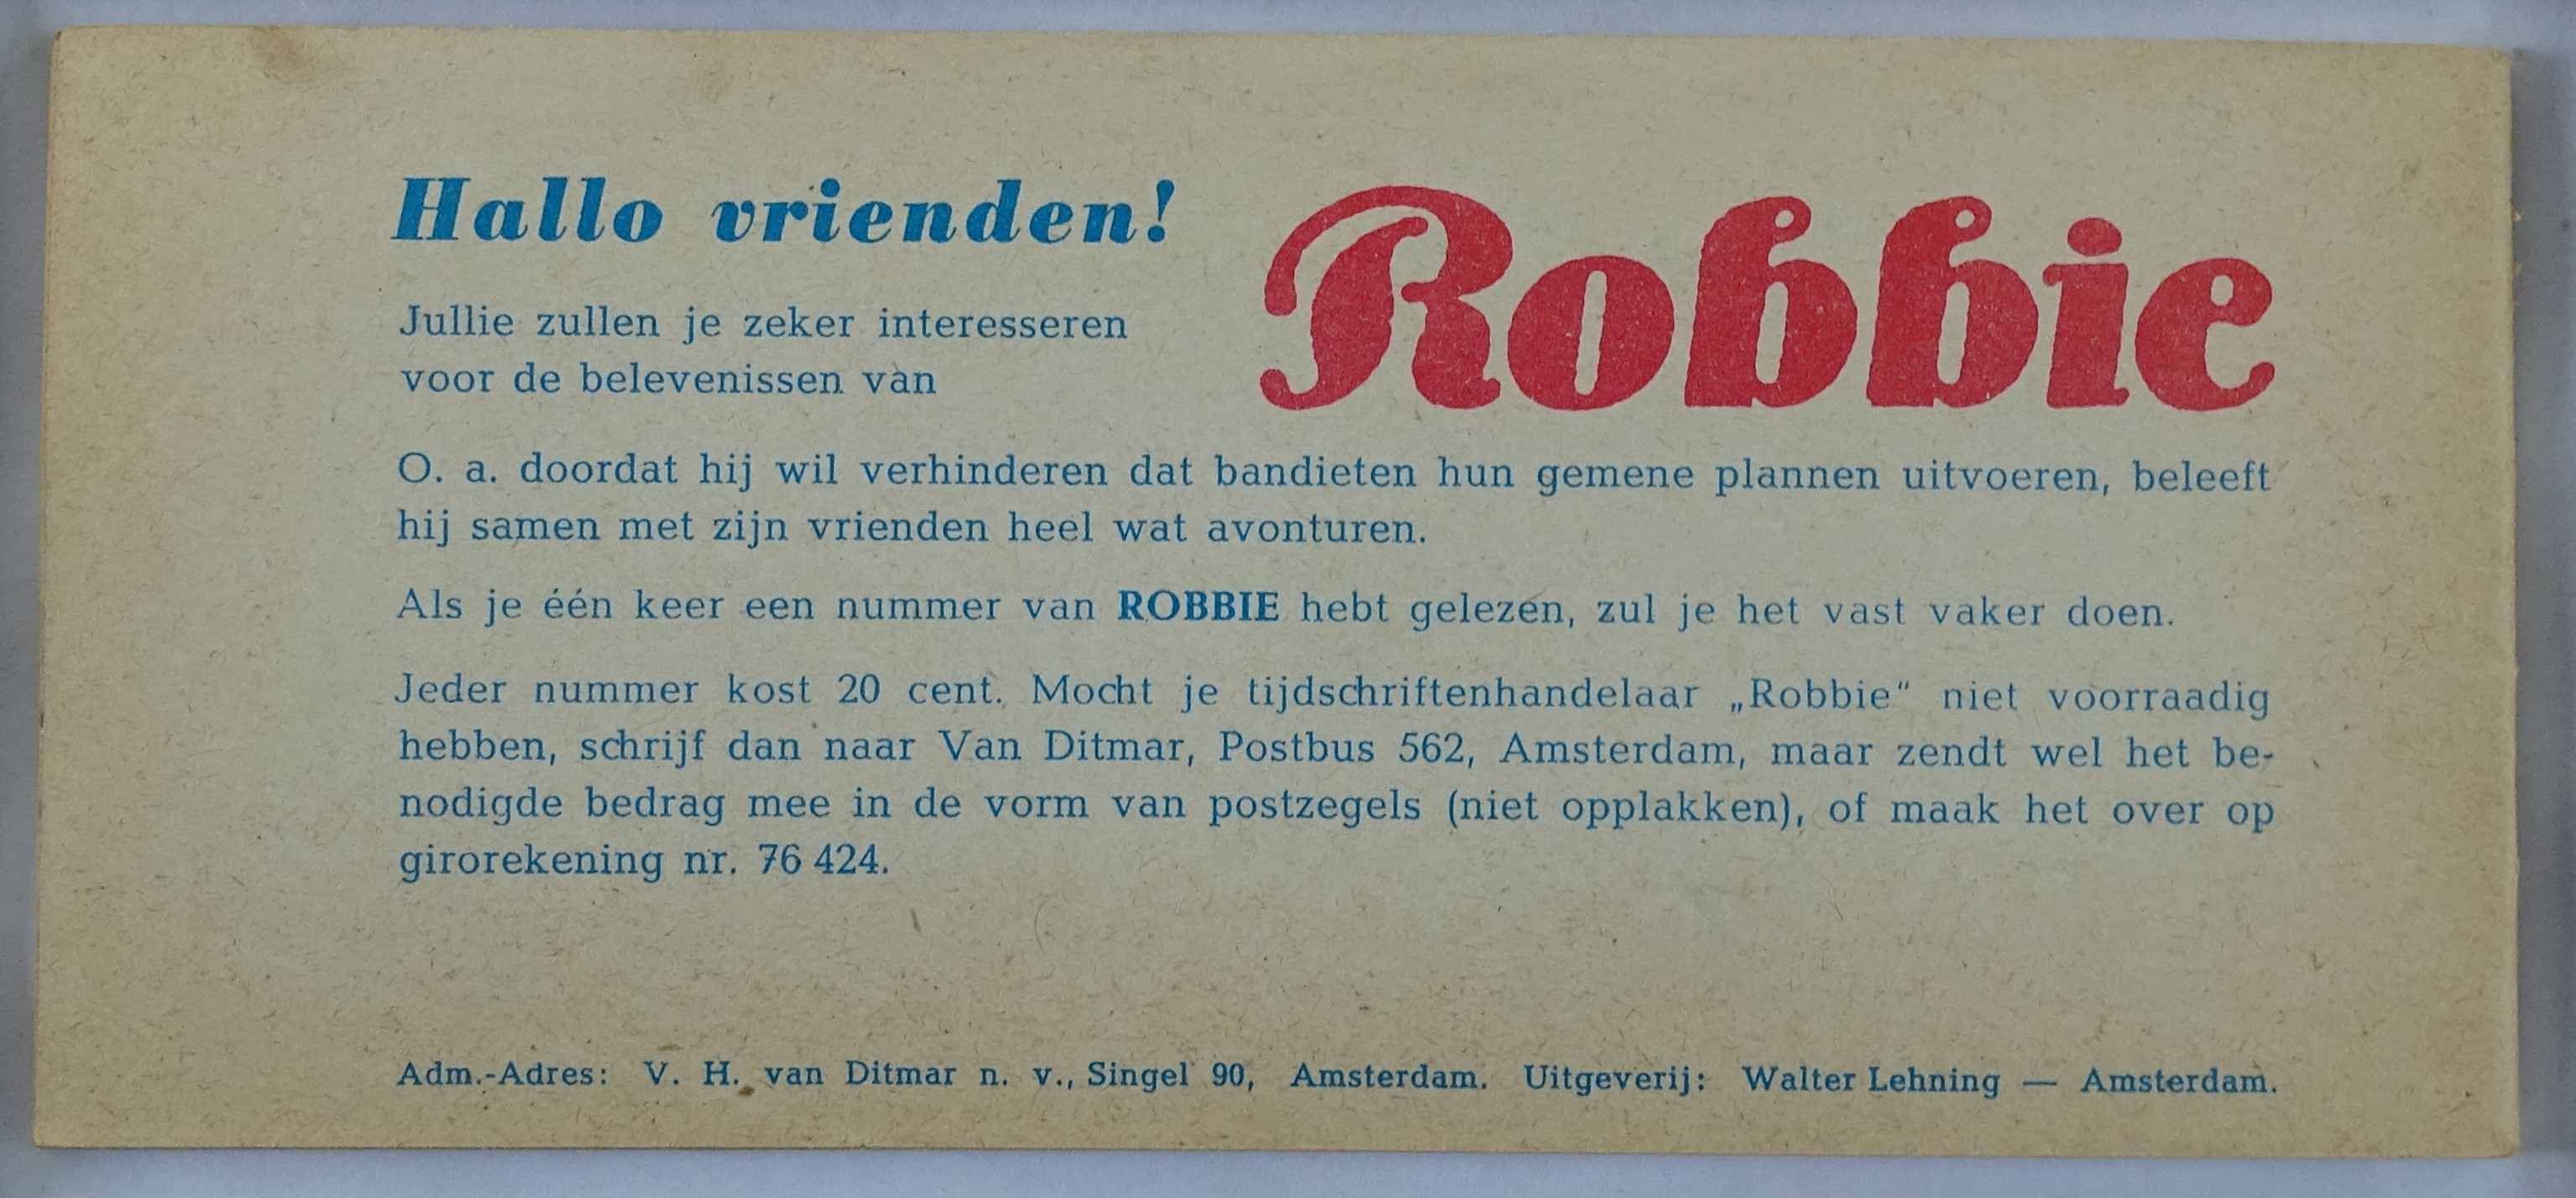 Hallo vrienden!
Jullie zullen je zeker interesseren
voor de belevenissen van
Robbie
O. a. doordat hij wil verhinderen dat bandieten hun gemene plannen uitvoeren, beleeft
hij samen met zijn vrienden heel wat avonturen.
Als je één keer een nummer van ROBBIE hebt gelezen, zul je het vast vaker doen.
Jeder nummer kost 20 cent. Mocht je tijdschriftenhandelaar „Robbie“ niet voorraadig
hebben, schrijf dan naar Van Ditmar, Postbus 562, Amsterdam, maar zendt wel het be-
nodigde bedrag mee in de vorm van postzegels (niet opplakken), of maak het over op
girorekening nr. 76 424.
Adm.-Adres: V. H. van Ditmar n. v., Singel 90, Amsterdam. Uitgeverij: Walter Lehning — Amsterdam.